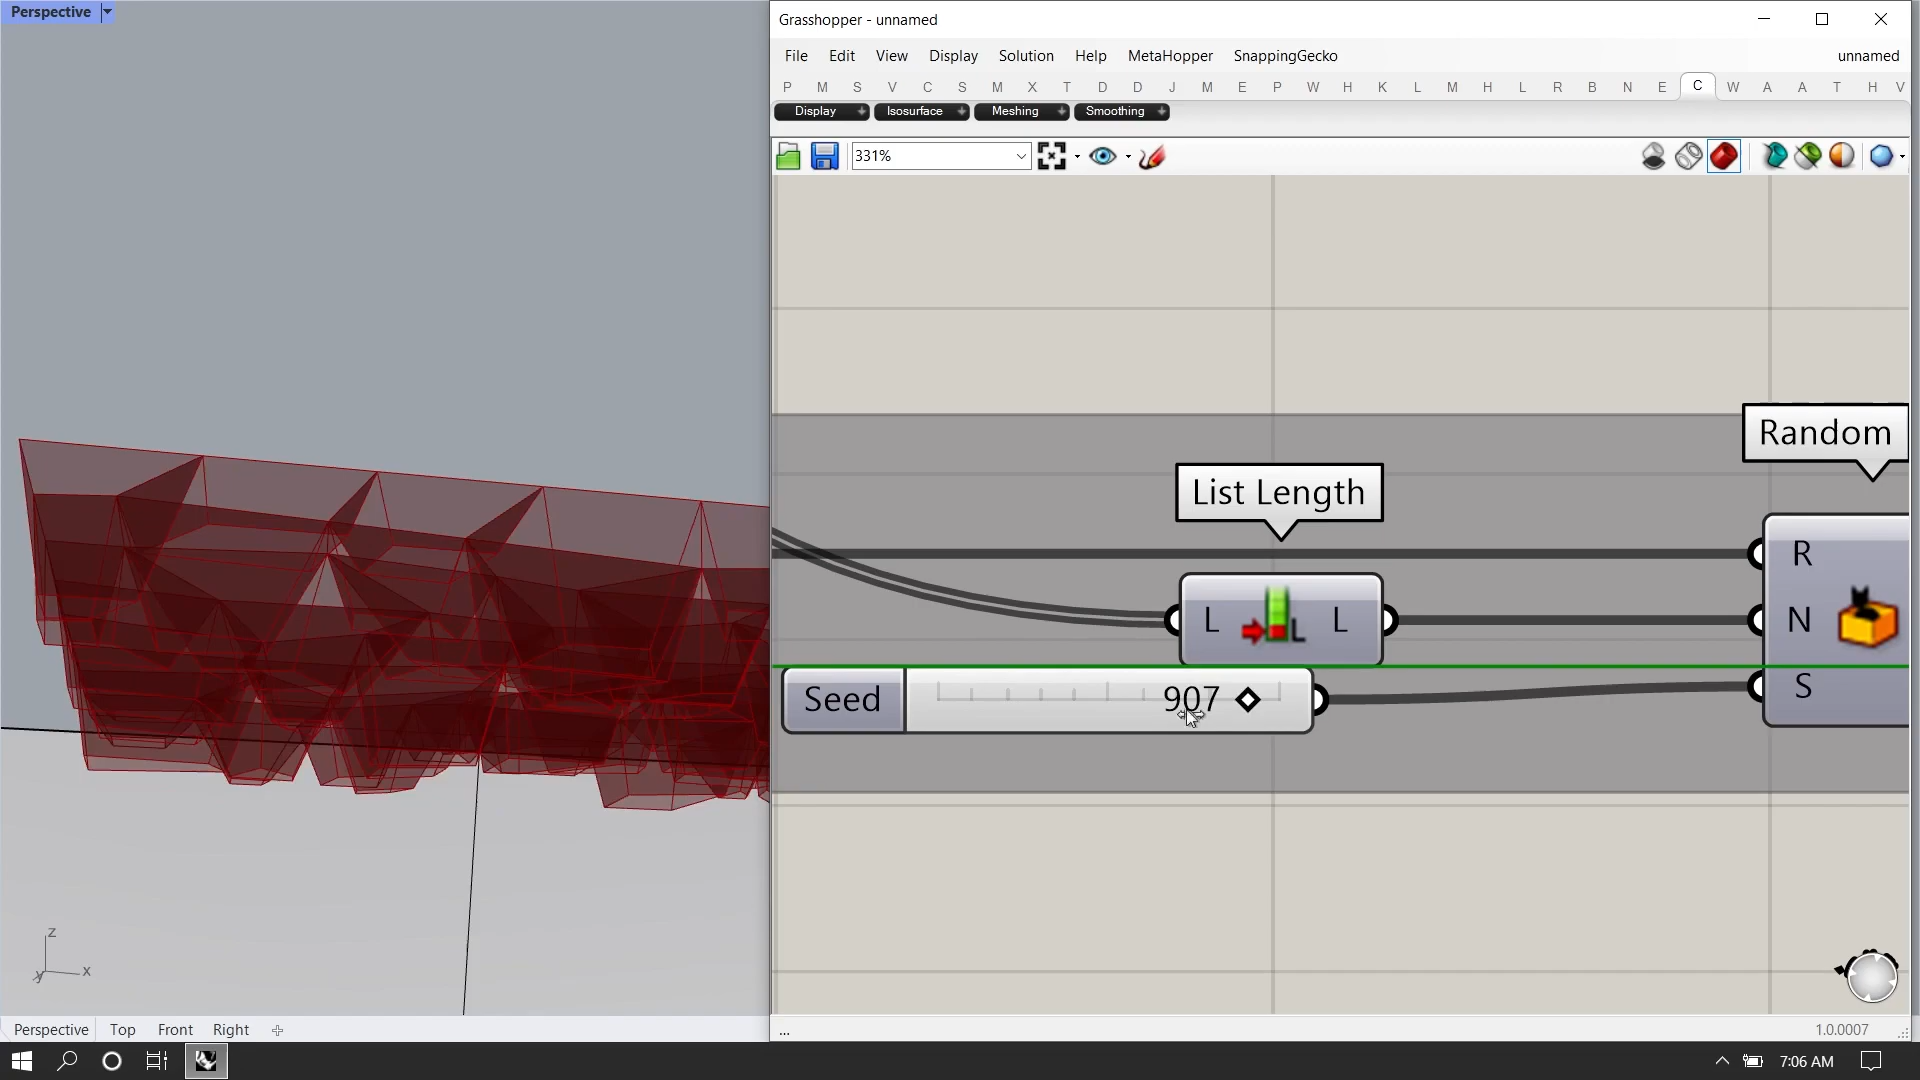 Perspective
Grasshopper - unnamed
File Edit View Display Solution Help MetaHopper SnappingGecko unnamed
P M S V C S M X T D D J M E P W H K L M H L R B N E C W A A T H V
Display Isosurface Meshing Smoothing
331%
Random
List Length
R
L L L
N
S
Seed 907
z
y x
Perspective Top Front Right
... 1.0.0007
7:06 AM